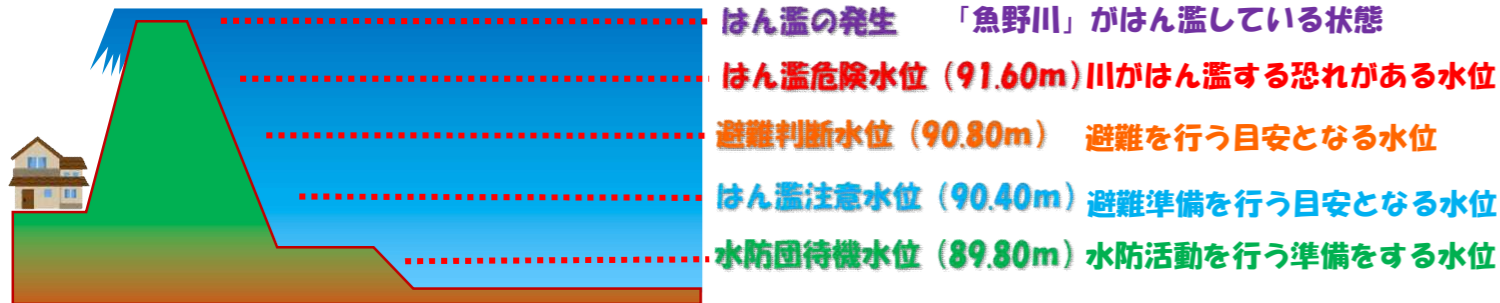 はん濫の発生 「魚野川」がはん濫している状態
はん濫危険水位（91.60m）川がはん濫する恐れがある水位
避難判断水位（90.80m） 避難を行う目安となる水位
はん濫注意水位（90.40m）避難準備を行う目安となる水位
水防団待機水位（89.80m）水防活動を行う準備をする水位